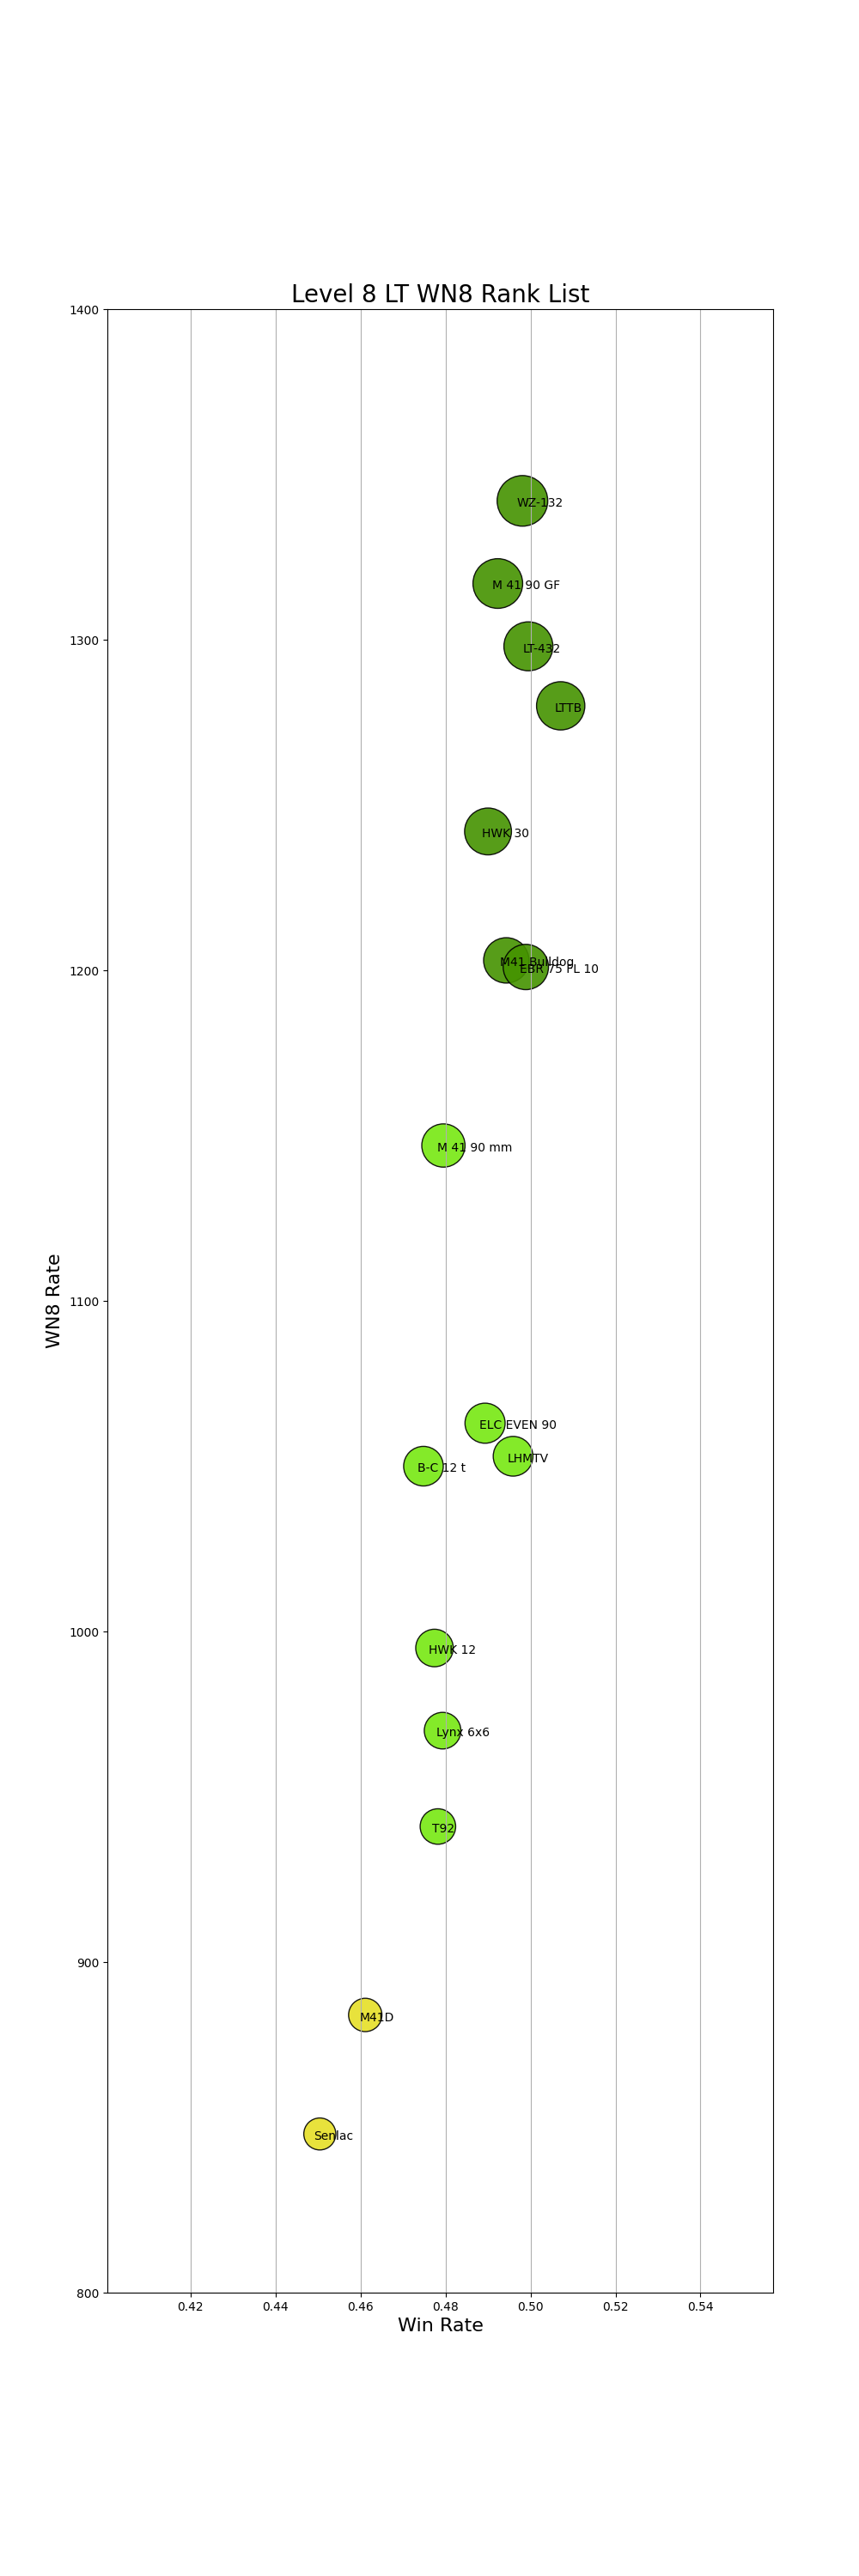 Level 8 LT WN8 Rank List
1400
WZ-132
M 41 90 GF
1300
LT-432
LTTB
HWK 30
M41 Bulldog
1200
EBR 75 FL 10
M 41 90 mm
WN8 Rate
1100
ELC EVEN 90
LHMTV
B-C 12 t
1000
HWK 12
Lynx 6x6
T92
900
M41D
Senlac
800
0.42 0.44 0.46 0.48 0.50 0.52 0.54
Win Rate